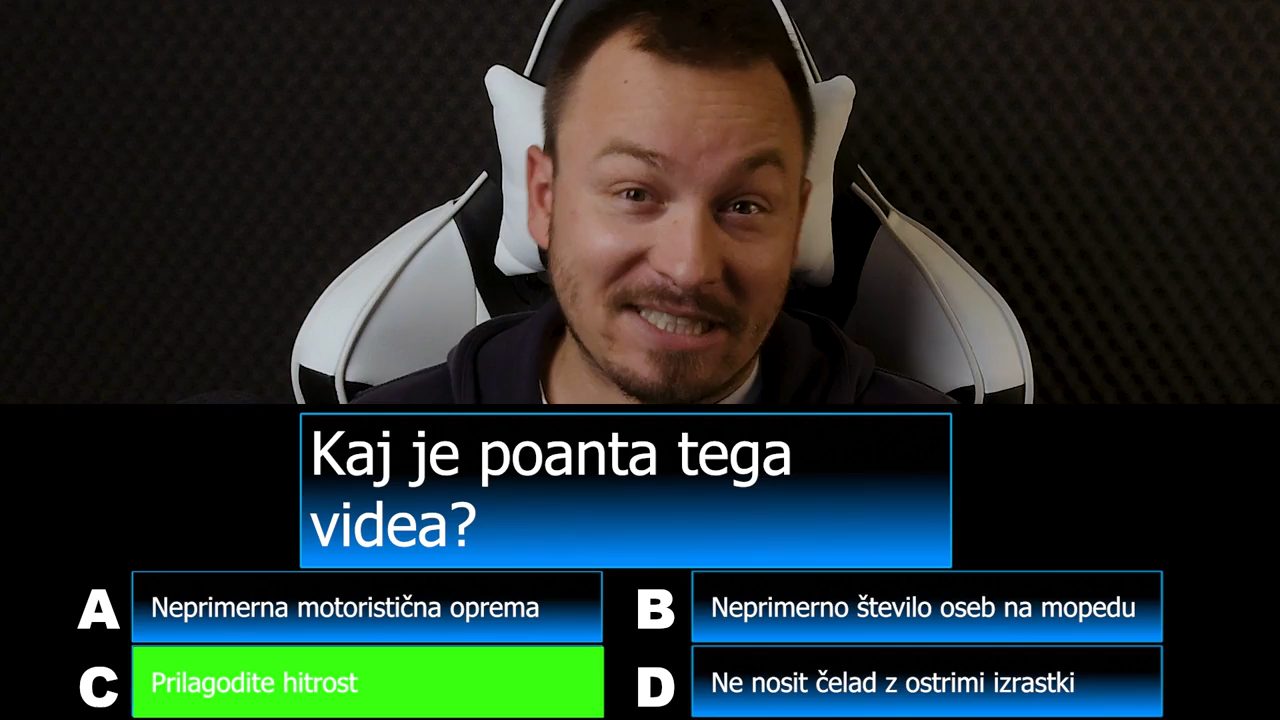 Kaj je poanta tega
videa?
A Neprimerna motoristična oprema
B Neprimerno število oseb na mopedu
C Prilagodite hitrost
D Ne nosit čelad z ostrimi izrastki